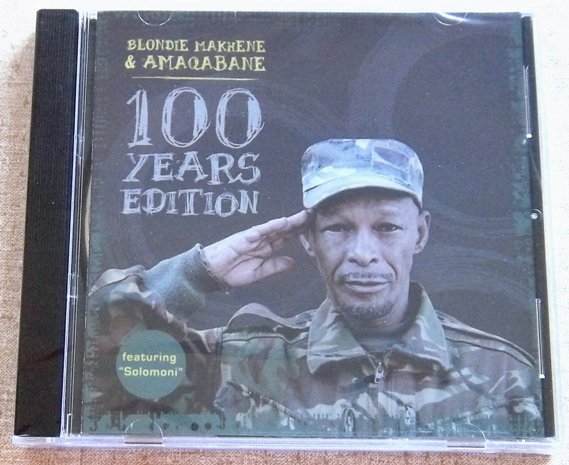 BLONDIE MAKHENE
& AMAQABANE
100
YEARS
EDITION
featuring
"Solomoni"